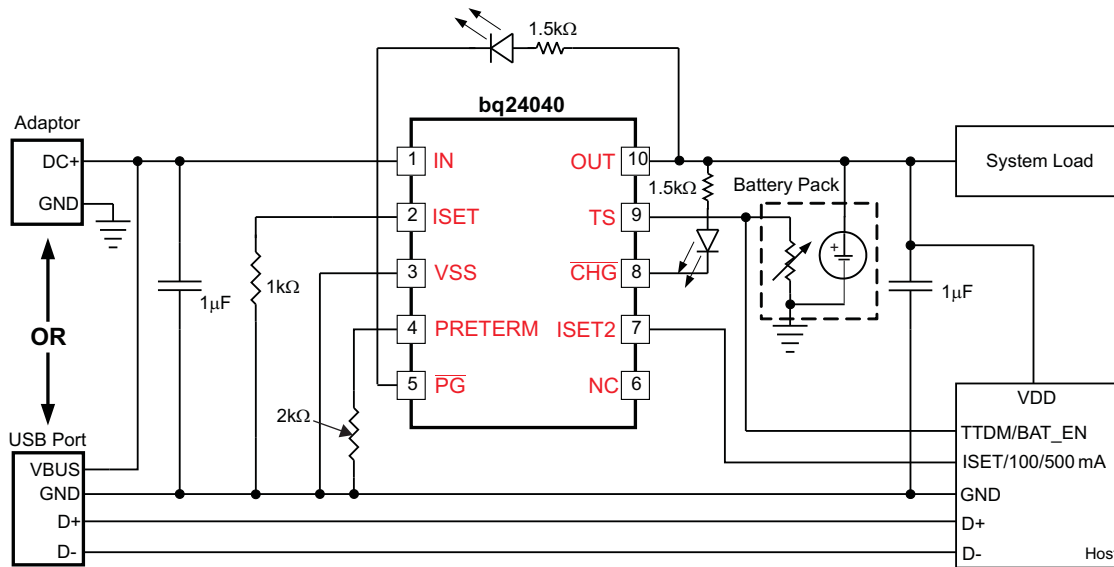 1.5kΩ
bq24040
Adaptor
DC+
GND
1
IN
OUT
10
System Load
1.5kΩ
Battery Pack
2
ISET
TS
9
+
3
VSS
CHG
8
1μF
1kΩ
1μF
OR
4
PRETERM
ISET2
7
5
PG
NC
6
2kΩ
VDD
USB Port
TTDM/BAT_EN
VBUS
ISET/100/500 mA
GND
GND
D+
D+
D-
D-
Host